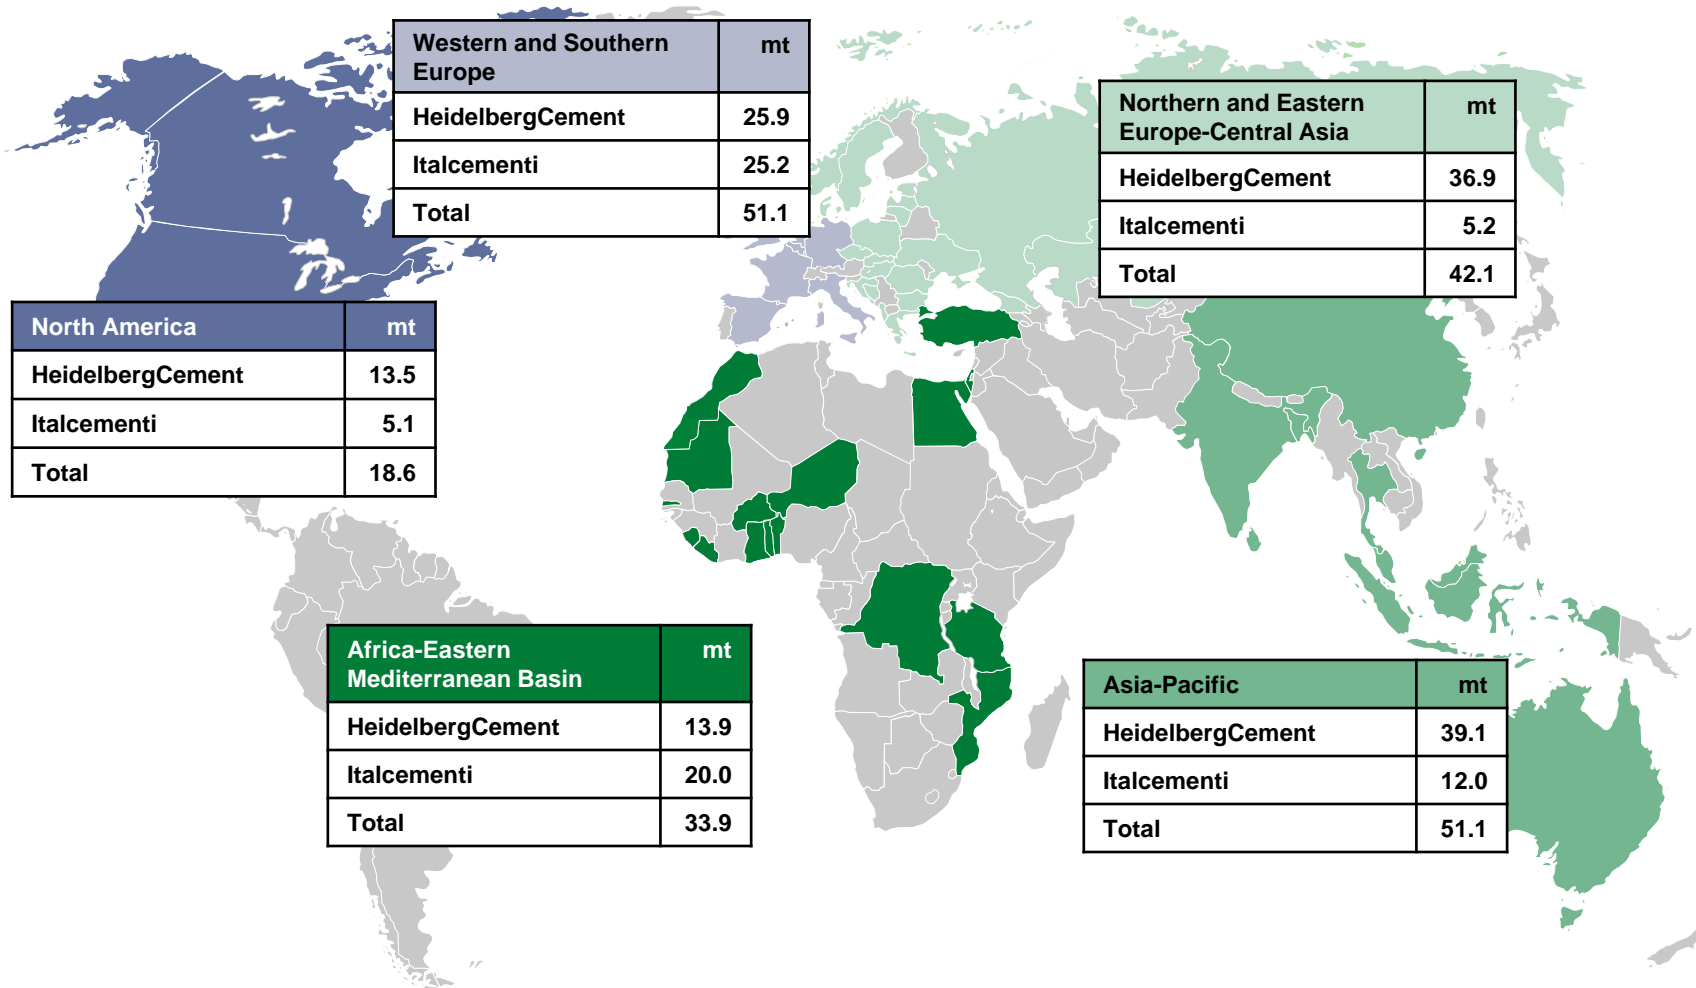 Western and Southern Europe mt
HeidelbergCement 25.9
Italcementi 25.2
Total 51.1
Northern and Eastern Europe-Central Asia mt
HeidelbergCement 36.9
Italcementi 5.2
Total 42.1
North America mt
HeidelbergCement 13.5
Italcementi 5.1
Total 18.6
Africa-Eastern Mediterranean Basin mt
HeidelbergCement 13.9
Italcementi 20.0
Total 33.9
Asia-Pacific mt
HeidelbergCement 39.1
Italcementi 12.0
Total 51.1